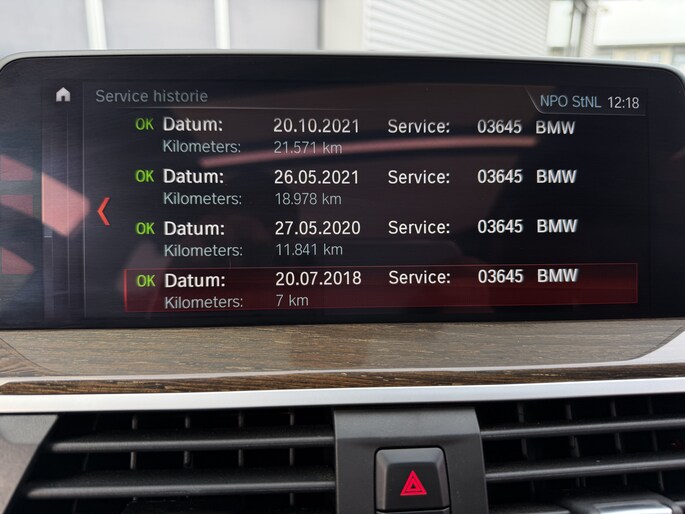 Service historie NPO StNL 12:18
OK Datum: 20.10.2021 Service: 03645 BMW
Kilometers: 21.571 km
OK Datum: 26.05.2021 Service: 03645 BMW
Kilometers: 18.978 km
OK Datum: 27.05.2020 Service: 03645 BMW
Kilometers: 11.841 km
OK Datum: 20.07.2018 Service: 03645 BMW
Kilometers: 7 km